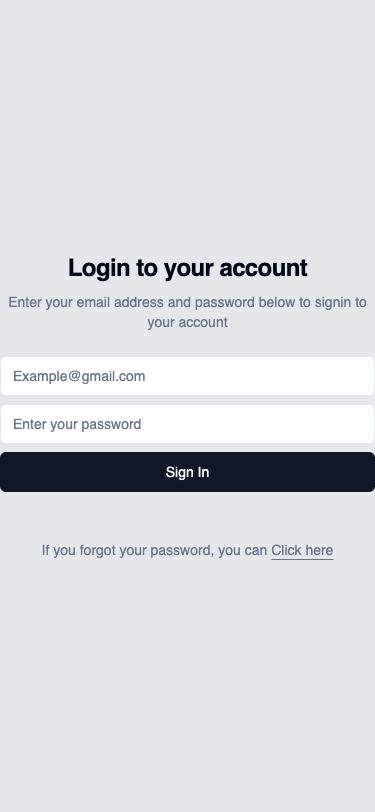 Login to your account
Enter your email address and password below to signin to
your account
Example@gmail.com
Enter your password
Sign In
If you forgot your password, you can Click here